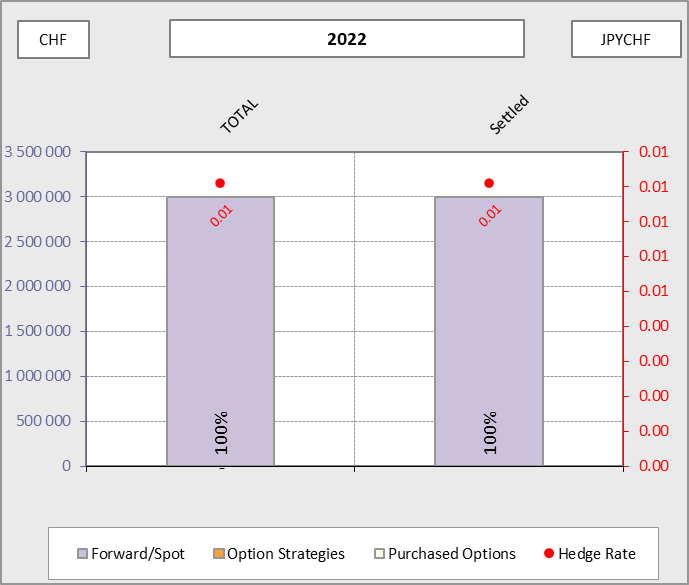 CHF 2022 JPYCHF
TOTAL Settled
3 500 000 0.01
3 000 000 0.01
0.01 0.01
2 500 000 0.01
0.01
2 000 000 0.01
1 500 000 0.00
0.00
1 000 000 0.00
500 000 0.00
100% 100%
0 0.00
-
Forward/Spot Option Strategies Purchased Options Hedge Rate